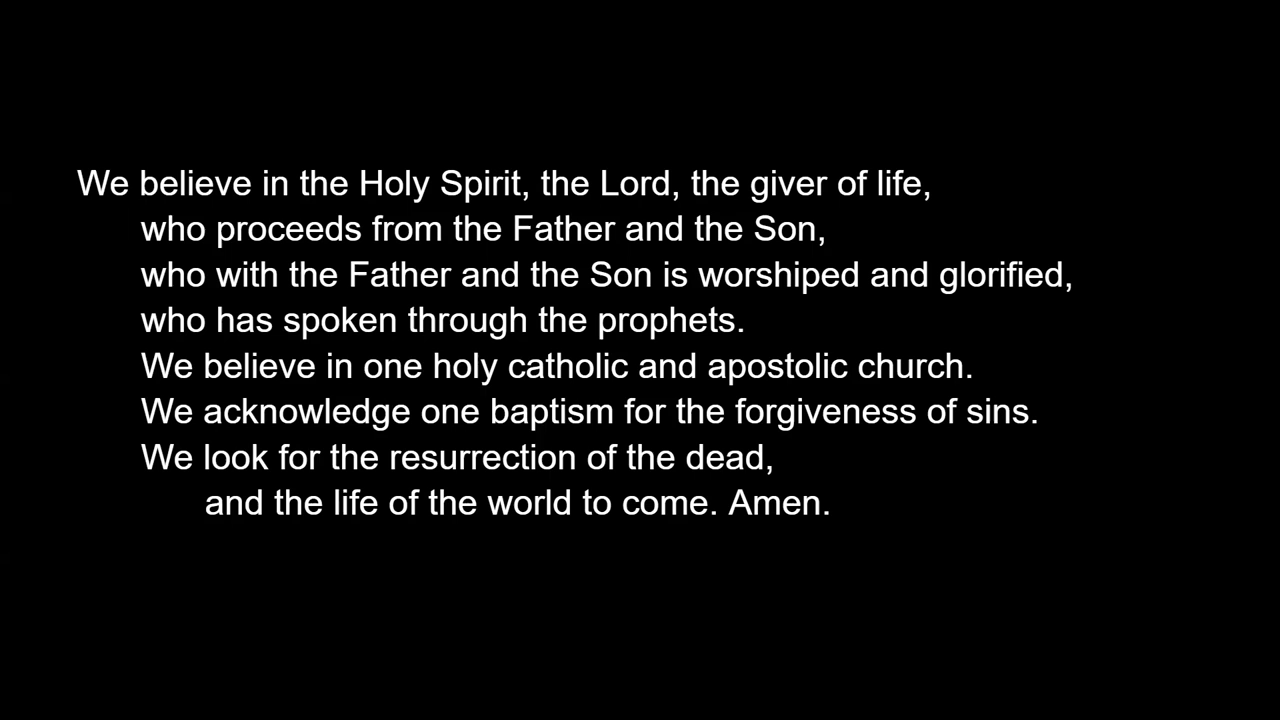 We believe in the Holy Spirit, the Lord, the giver of life,
who proceeds from the Father and the Son,
who with the Father and the Son is worshiped and glorified,
who has spoken through the prophets.
We believe in one holy catholic and apostolic church.
We acknowledge one baptism for the forgiveness of sins.
We look for the resurrection of the dead,
and the life of the world to come. Amen.